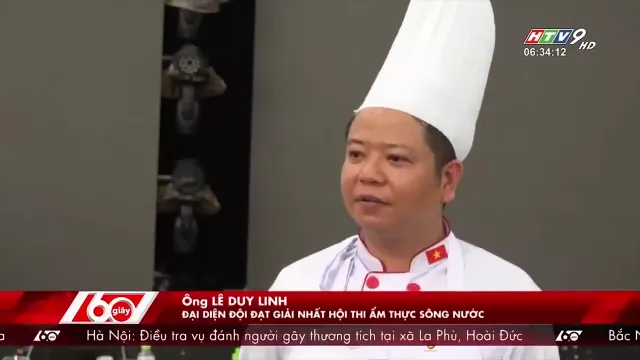 HTV9 HD
06:34:12
60 giây
Ông LÊ DUY LINH
ĐẠI DIỆN ĐỘI ĐẠT GIẢI NHẤT HỘI THI ẨM THỰC SÔNG NƯỚC
60 Hà Nội: Điều tra vụ đánh người gây thương tích tại xã La Phù, Hoài Đức 60 Bắc N